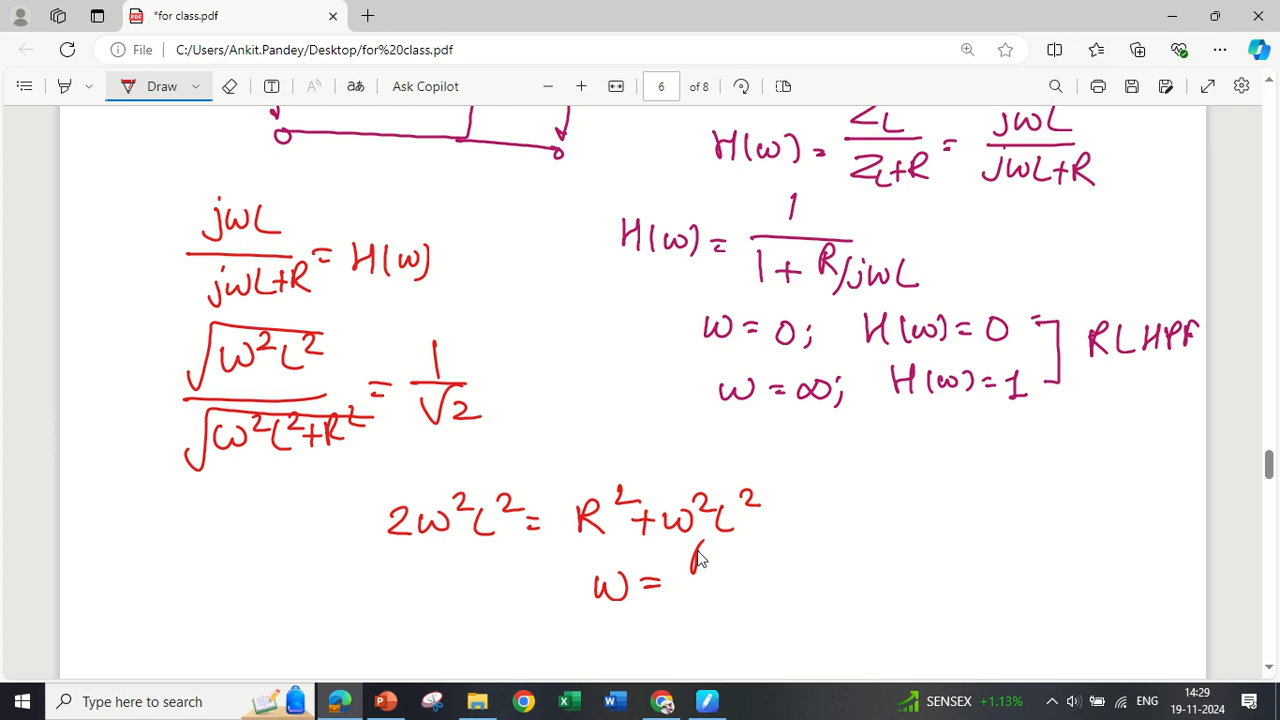 *for class.pdf
File C:/Users/Ankit.Pandey/Desktop/for%20class.pdf
Draw Ask Copilot 6 of 8
H(ω) = Z_L / (Z_L+R) = jωL / (jωL+R)
jωL / (jωL+R) = H(ω)
H(ω) = 1 / (1 + R/jωL)
ω = 0; H(ω) = 0
ω = ∞; H(ω) = 1
RLHPF
√(ω²L²) / √(ω²L²+R²) = 1/√2
2ω²L² = R²+ω²L²
ω =
Type here to search SENSEX +1.13% ENG 14:29
19-11-2024